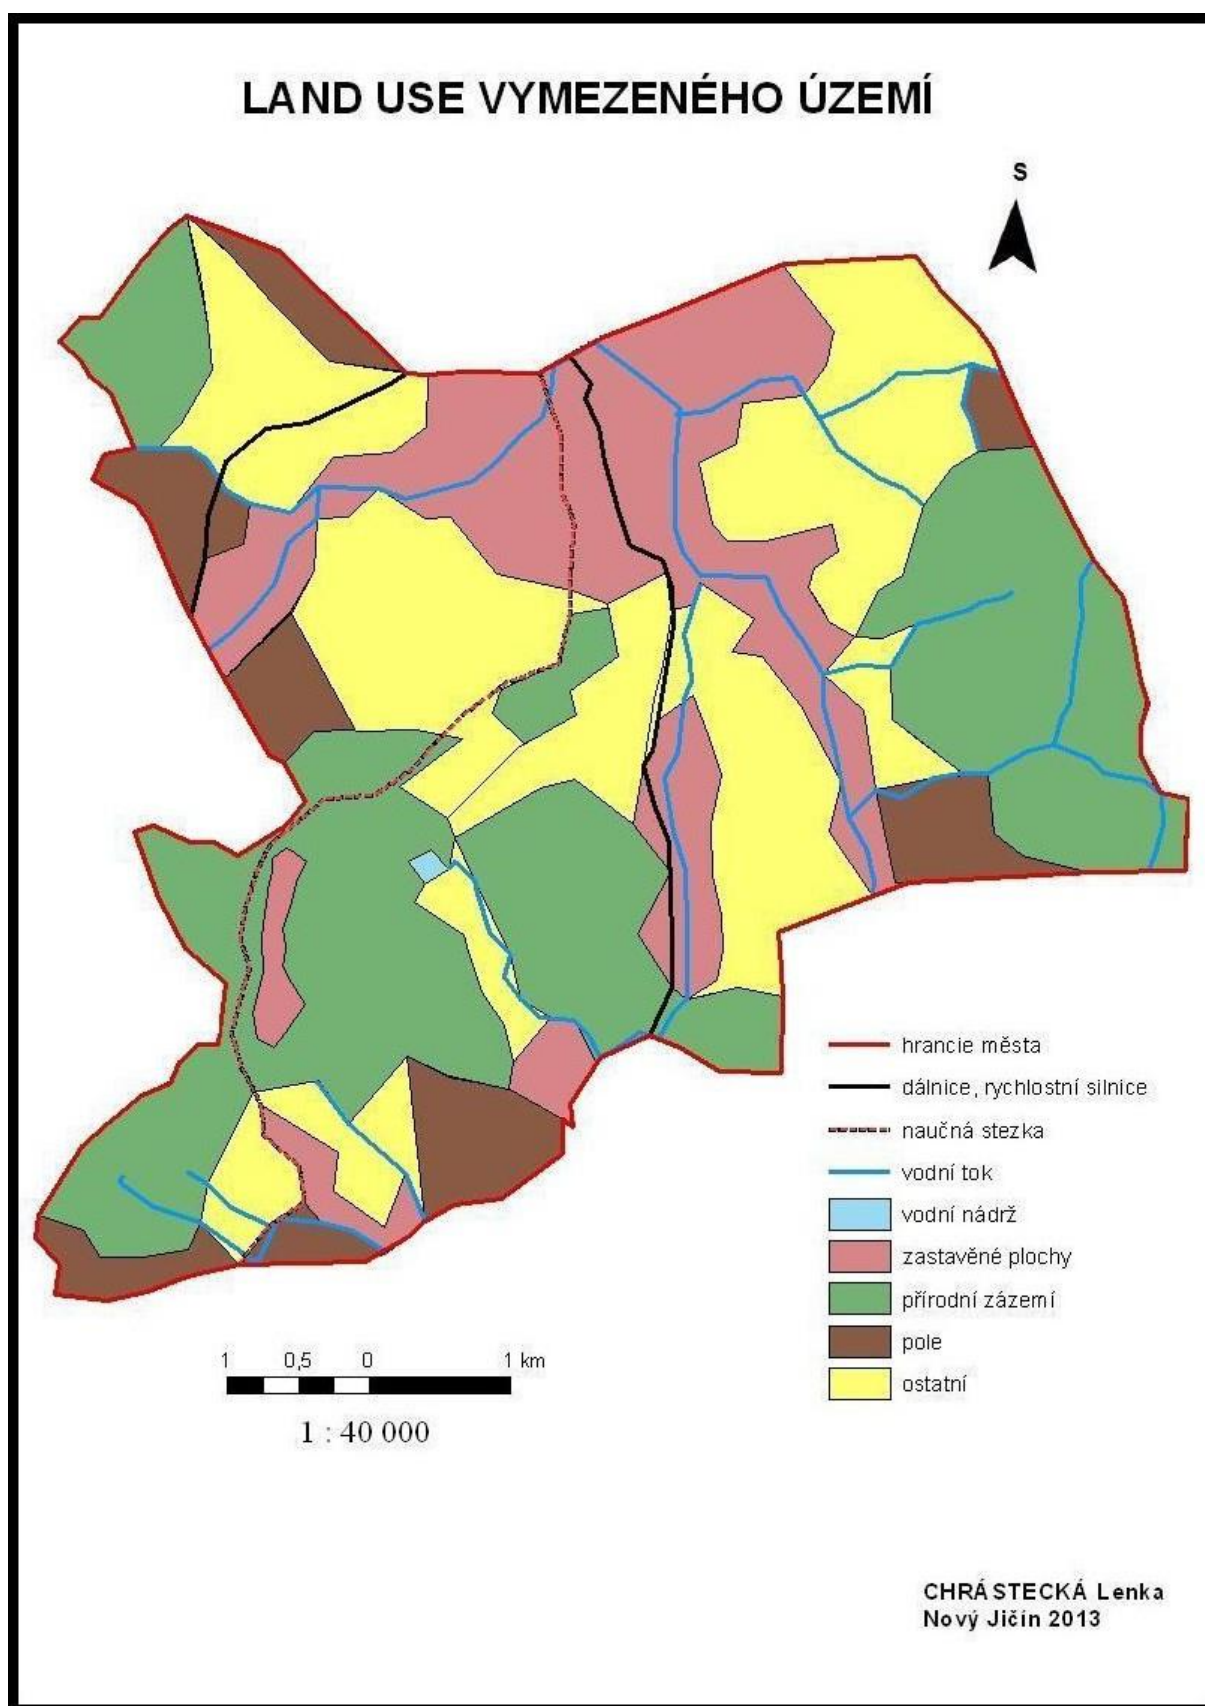 LAND USE VYMEZENÉHO ÚZEMÍ
S
hrancie města
dálnice, rychlostní silnice
naučná stezka
vodní tok
vodní nádrž
zastavěné plochy
přírodní zázemí
pole
ostatní
1 0,5 0 1 km
1 : 40 000
CHRÁSTECKÁ Lenka
Nový Jičín 2013